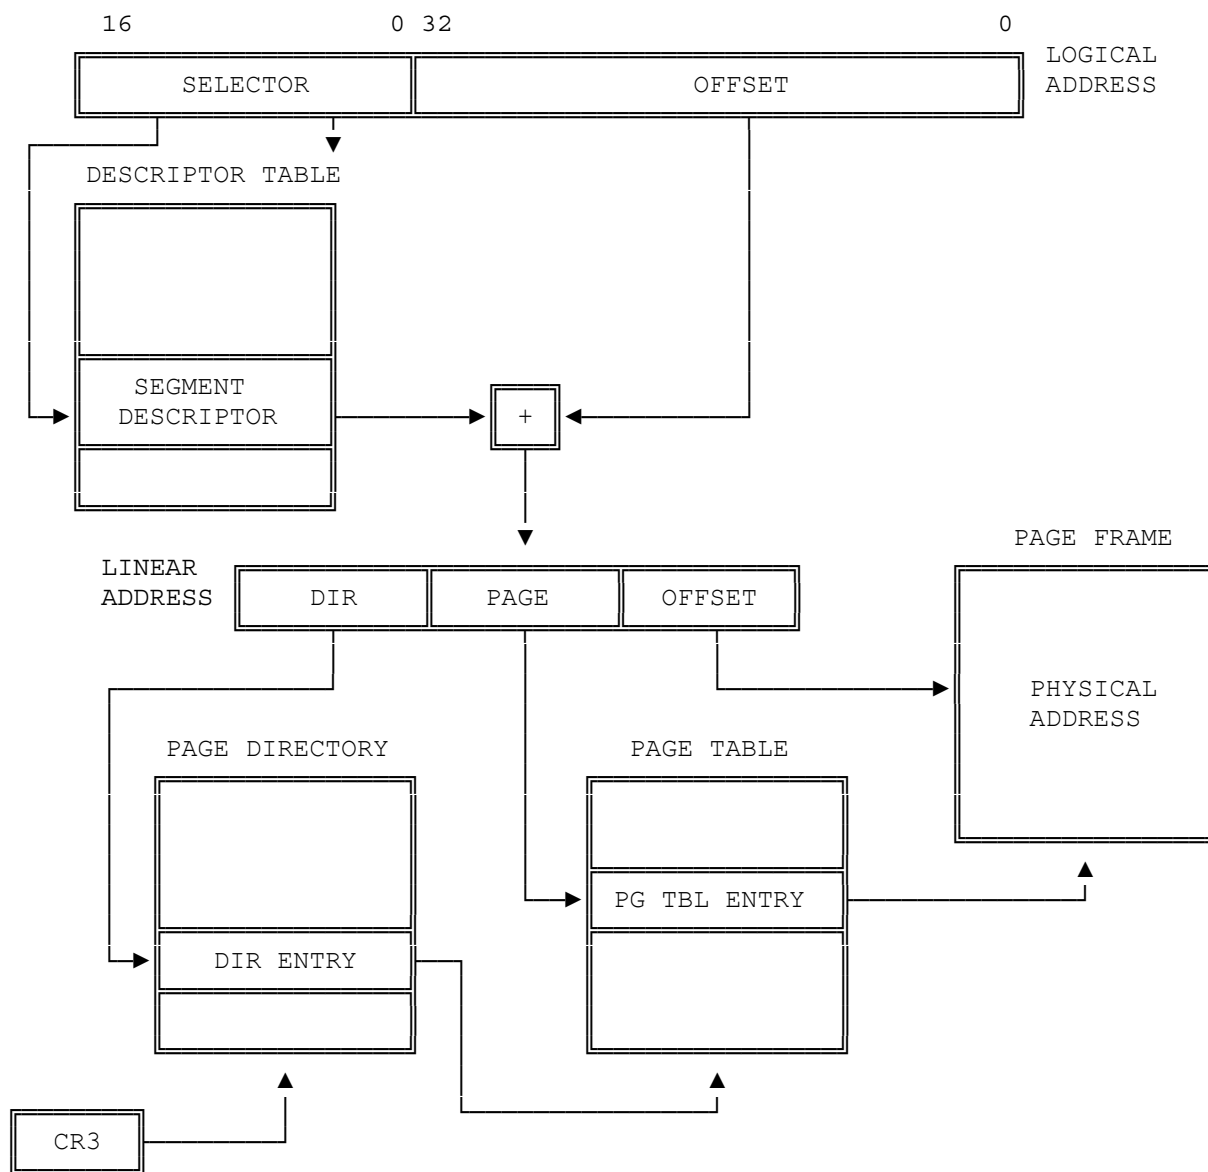 16 0 32 0
LOGICAL
ADDRESS
SELECTOR OFFSET
DESCRIPTOR TABLE
SEGMENT
DESCRIPTOR
+
PAGE FRAME
LINEAR
ADDRESS
DIR PAGE OFFSET
PHYSICAL
ADDRESS
PAGE DIRECTORY PAGE TABLE
PG TBL ENTRY
DIR ENTRY
CR3